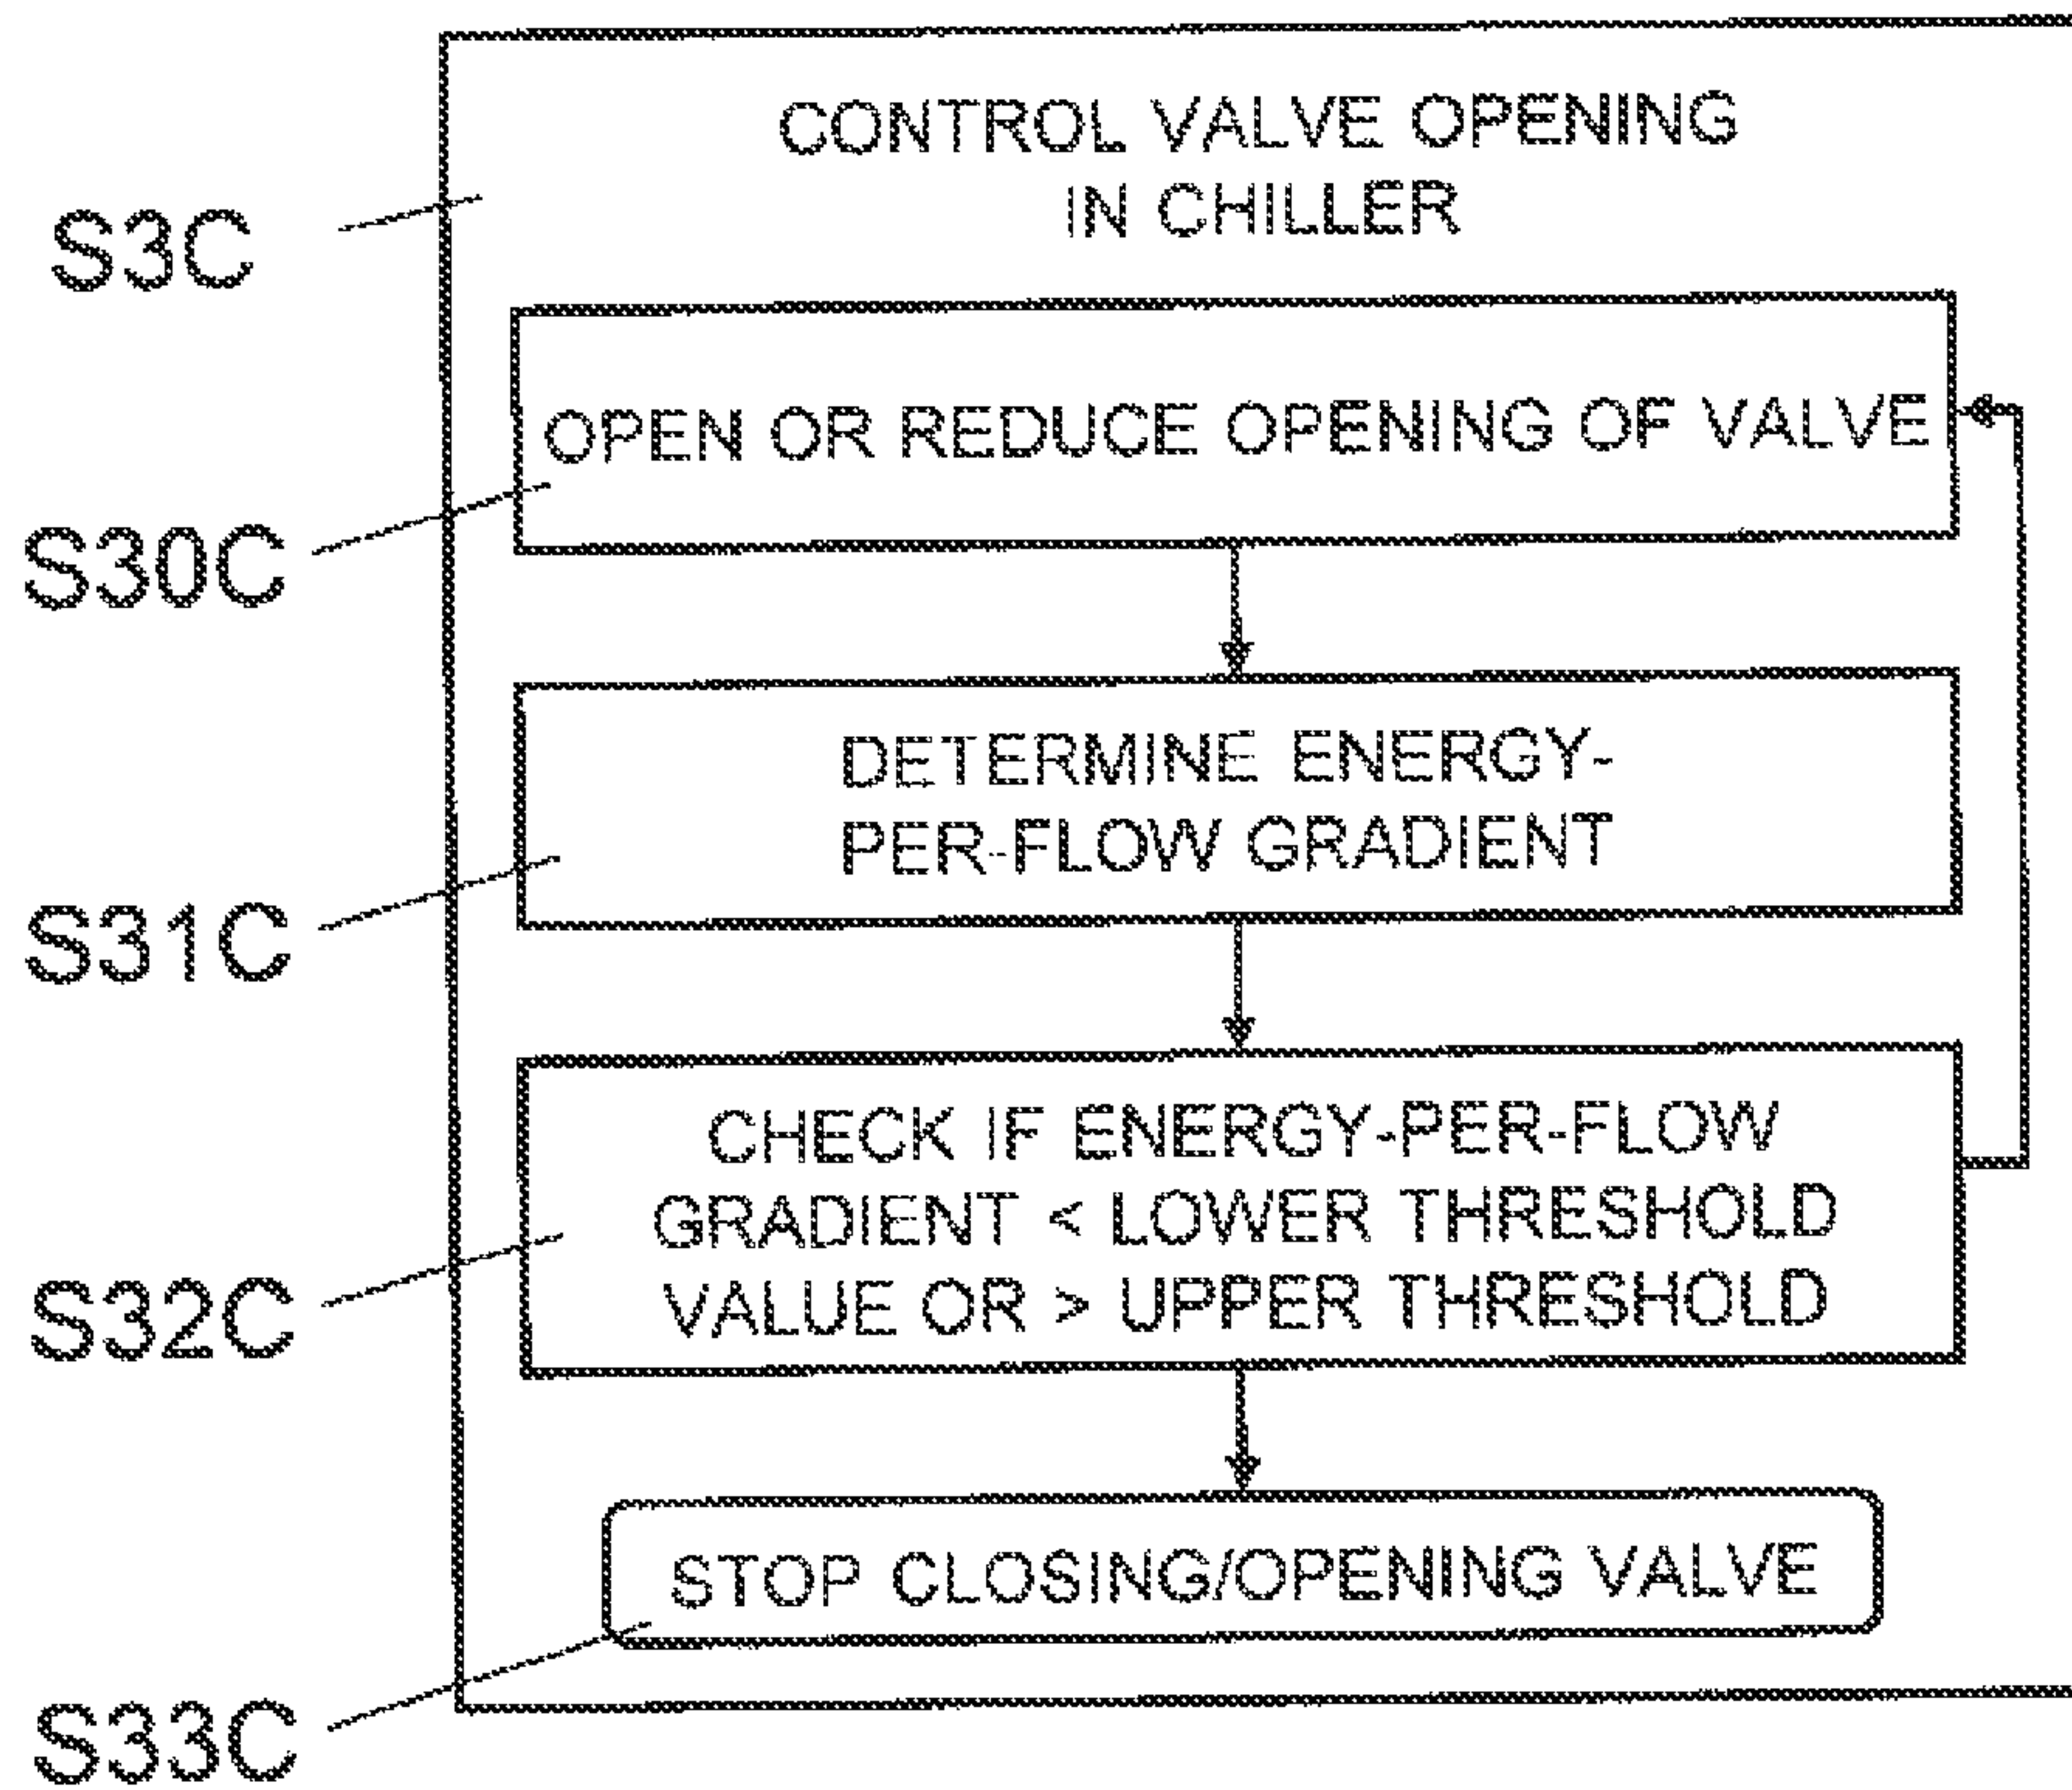 CONTROL VALVE OPENING
IN CHILLER
S3C
OPEN OR REDUCE OPENING OF VALVE
S30C
DETERMINE ENERGY-
PER-FLOW GRADIENT
S31C
CHECK IF ENERGY-PER-FLOW
GRADIENT < LOWER THRESHOLD
VALUE OR > UPPER THRESHOLD
S32C
STOP CLOSING/OPENING VALVE
S33C